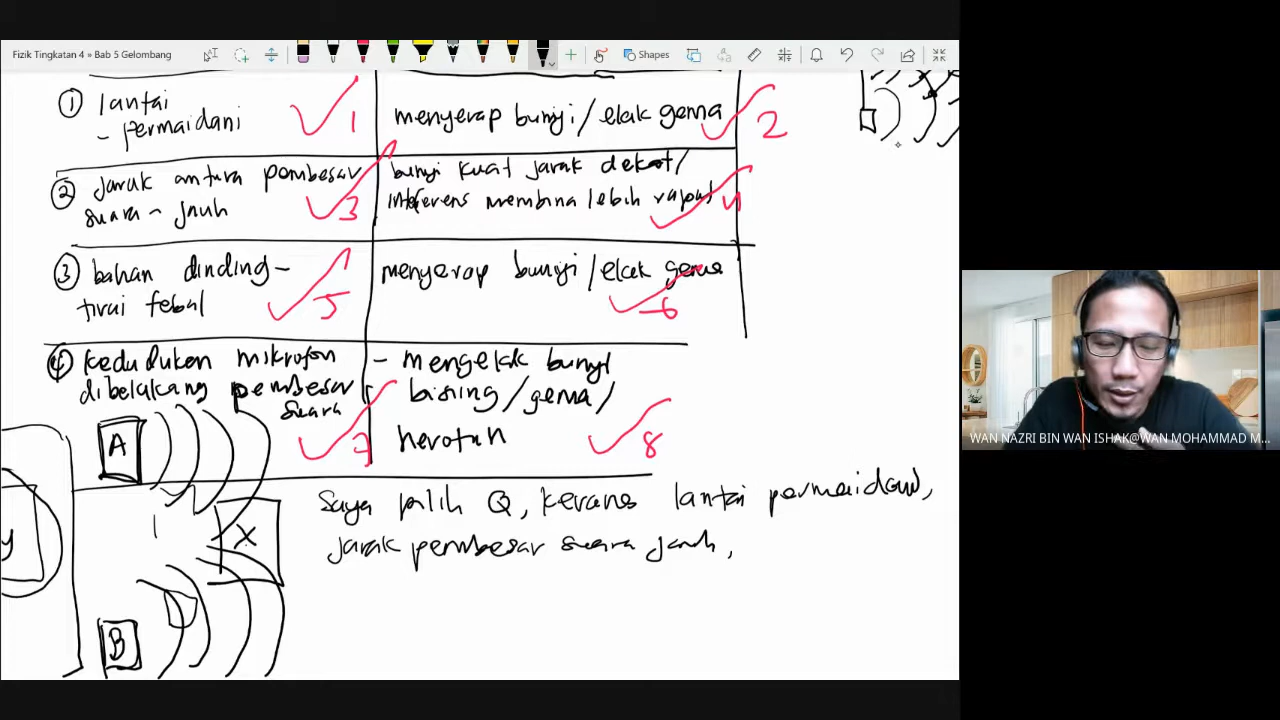 Fizik Tingkatan 4 » Bab 5 Gelombang
Shapes
① lantai
- permaidani
1
menyerap bunyi/elak gema
2
② Jarak antara pembesar
suara - jauh
3
bunyi kuat jarak dekat/
interferens membina lebih rapat
4
③ bahan dinding -
tirai tebal
5
menyerap bunyi/elak gema
6
④ Kedudukan mikrofon
dibelakang pembesar
suara
7
- mengelak bunyi
bising/gema/
herotan
8
A
X
y
B
Saya pilih Q, kerana lantai permaidani,
jarak pembesar suara jauh,
WAN NAZRI BIN WAN ISHAK@WAN MOHAMMAD M...